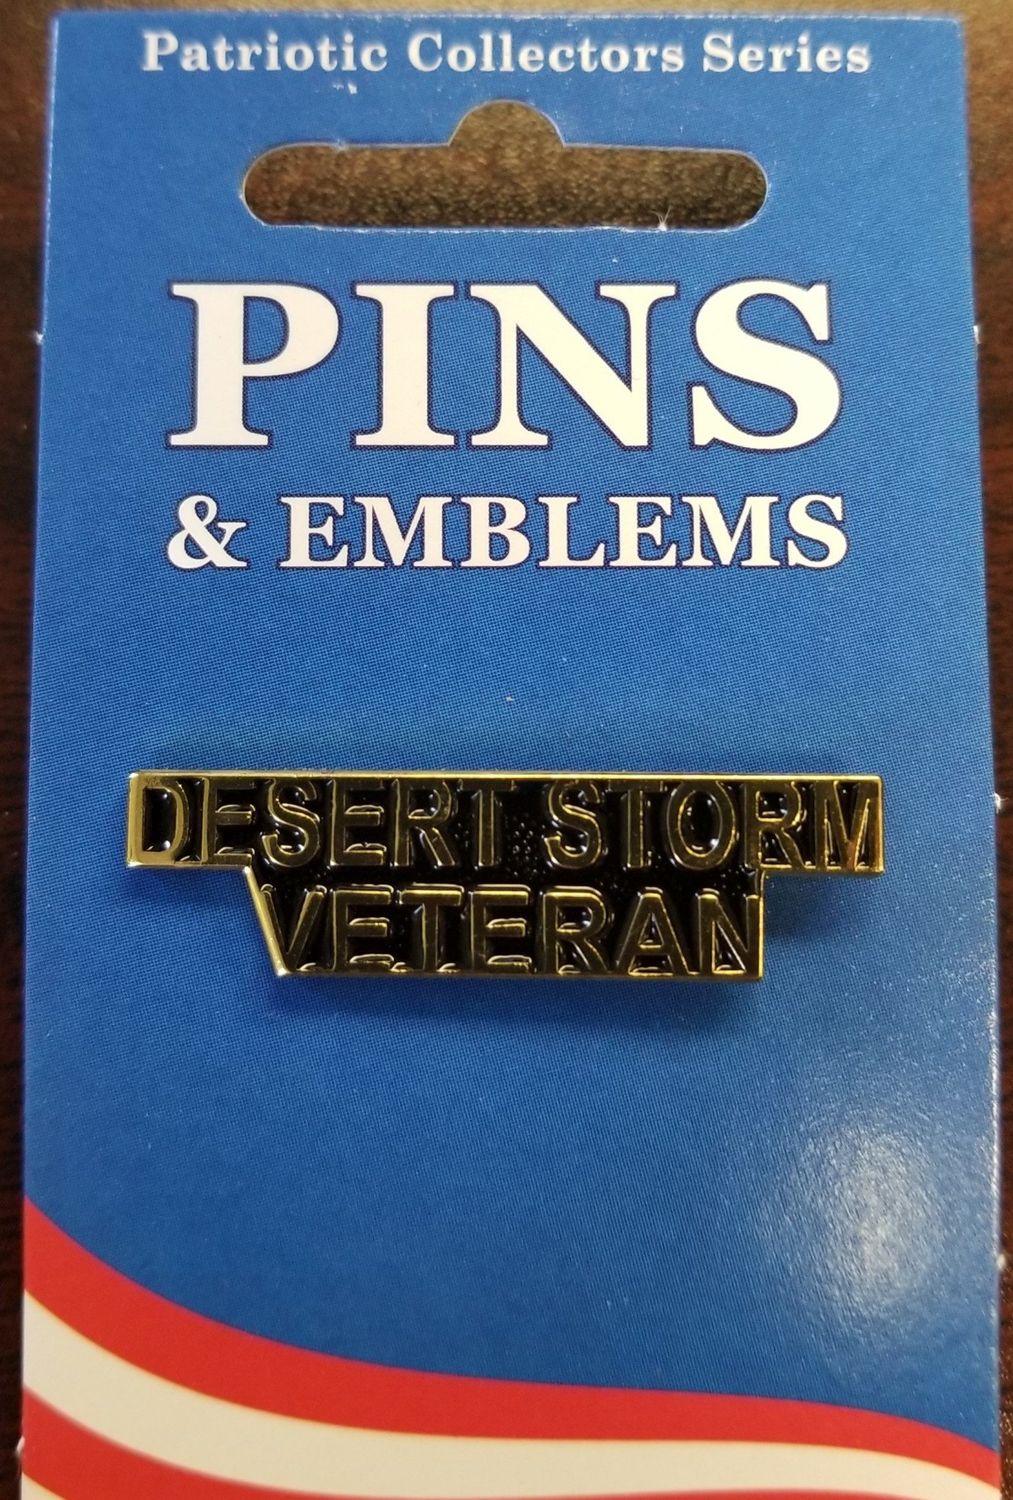 Patriotic Collectors Series
PINS
& EMBLEMS
DESERT STORM
VETERAN